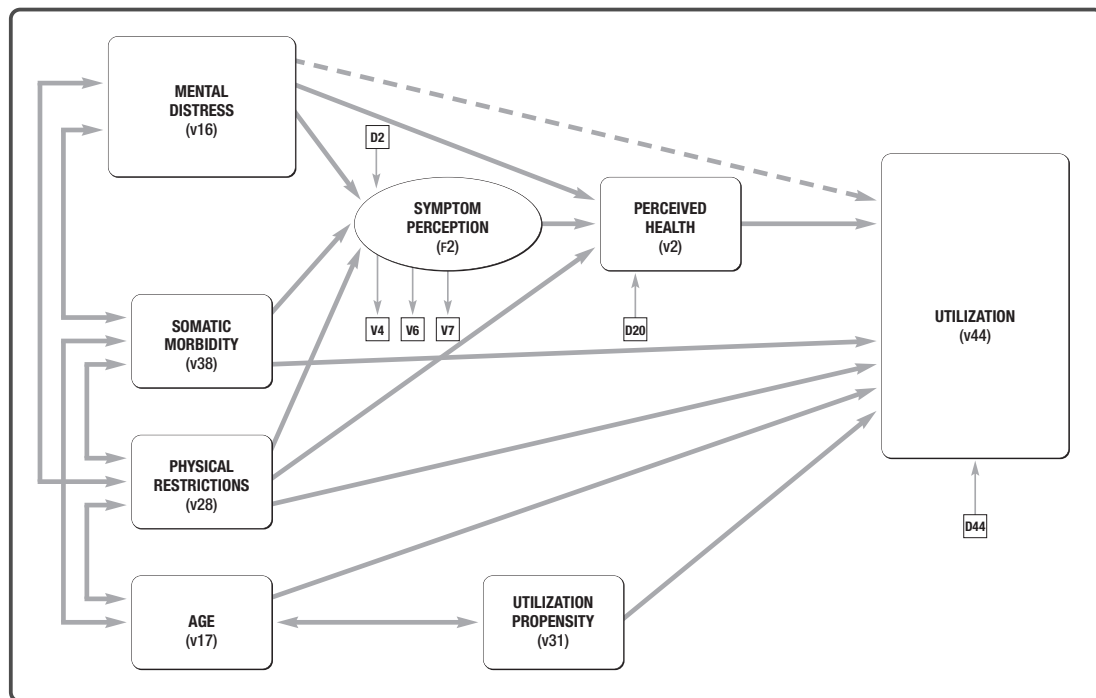 MENTAL
DISTRESS
(v16)
D2
SYMPTOM
PERCEPTION
(F2)
PERCEIVED
HEALTH
(v2)
V4
V6
V7
D20
SOMATIC
MORBIDITY
(v38)
UTILIZATION
(v44)
PHYSICAL
RESTRICTIONS
(v28)
D44
AGE
(v17)
UTILIZATION
PROPENSITY
(v31)